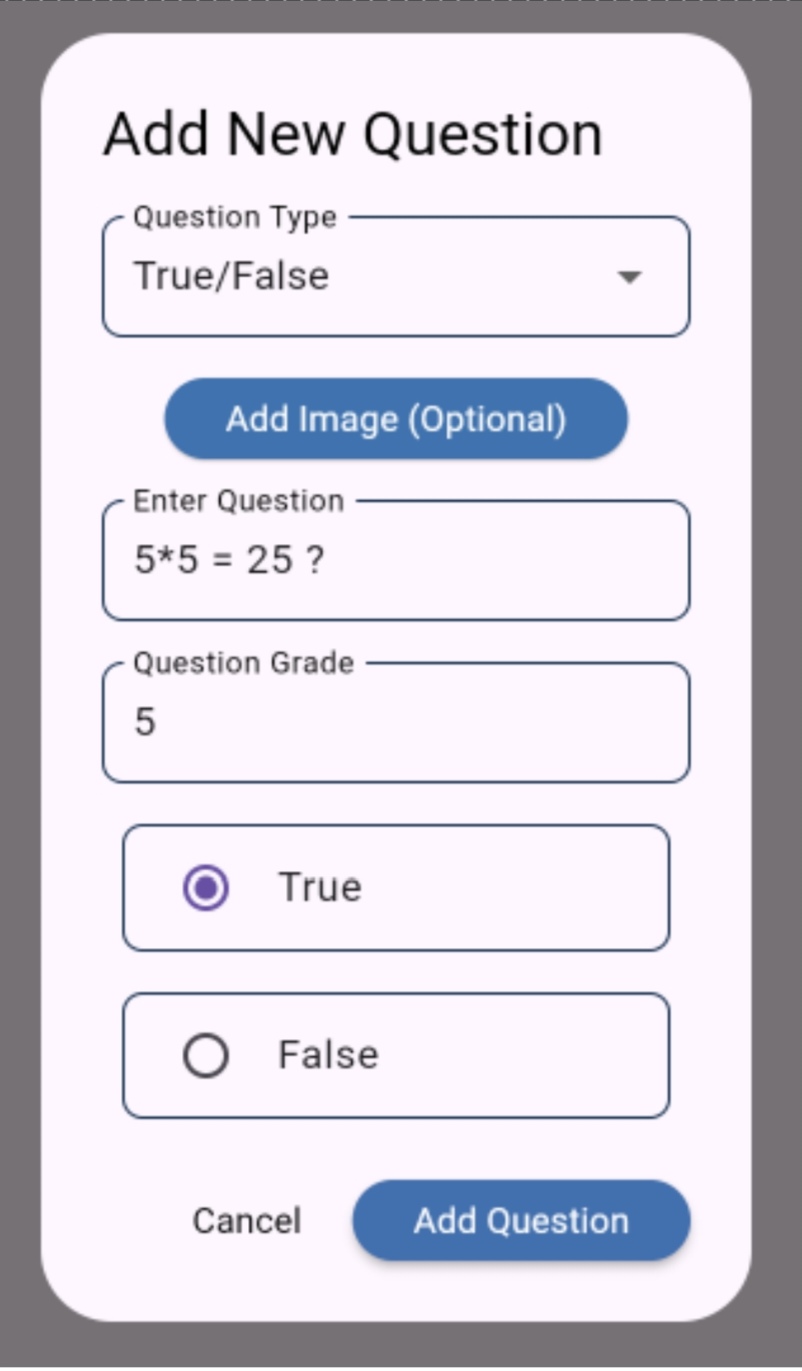 Add New Question
Question Type
True/False
Add Image (Optional)
Enter Question
5*5 = 25 ?
Question Grade
5
True
False
Cancel Add Question